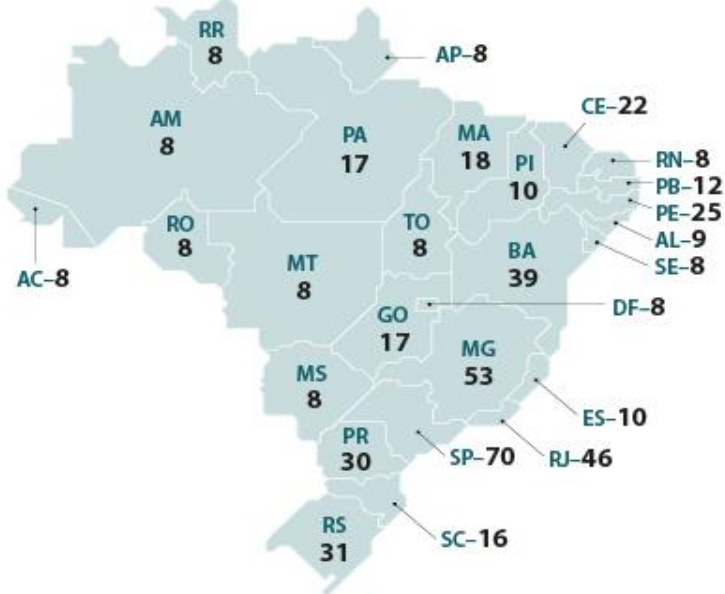 RR
8
AP–8
CE–22
AM
8
PA
17
MA
18
PI
10
RN–8
PB–12
PE–25
AL–9
SE–8
AC–8
RO
8
TO
8
BA
39
MT
8
DF–8
GO
17
MG
53
MS
8
ES–10
PR
30
SP–70
RJ–46
RS
31
SC–16